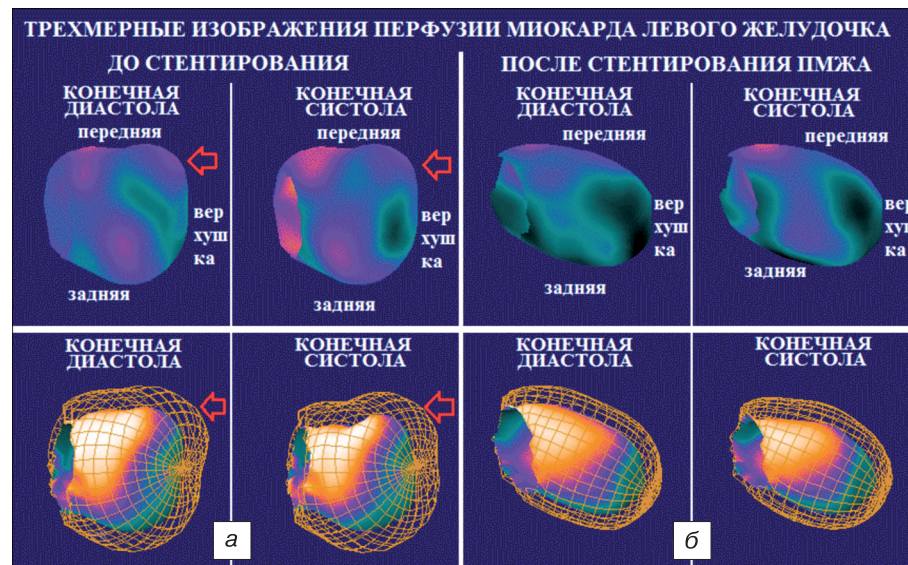 ТРЕХМЕРНЫЕ ИЗОБРАЖЕНИЯ ПЕРФУЗИИ МИОКАРДА ЛЕВОГО ЖЕЛУДОЧКА
ДО СТЕНТИРОВАНИЯ
ПОСЛЕ СТЕНТИРОВАНИЯ ПМЖА
КОНЕЧНАЯ
ДИАСТОЛА
передняя
вер
хуш
ка
задняя
КОНЕЧНАЯ
СИСТОЛА
передняя
вер
хуш
ка
задняя
КОНЕЧНАЯ
ДИАСТОЛА
передняя
вер
хуш
ка
задняя
КОНЕЧНАЯ
СИСТОЛА
передняя
вер
хуш
ка
задняя
КОНЕЧНАЯ
ДИАСТОЛА
КОНЕЧНАЯ
СИСТОЛА
КОНЕЧНАЯ
ДИАСТОЛА
КОНЕЧНАЯ
СИСТОЛА
а
б